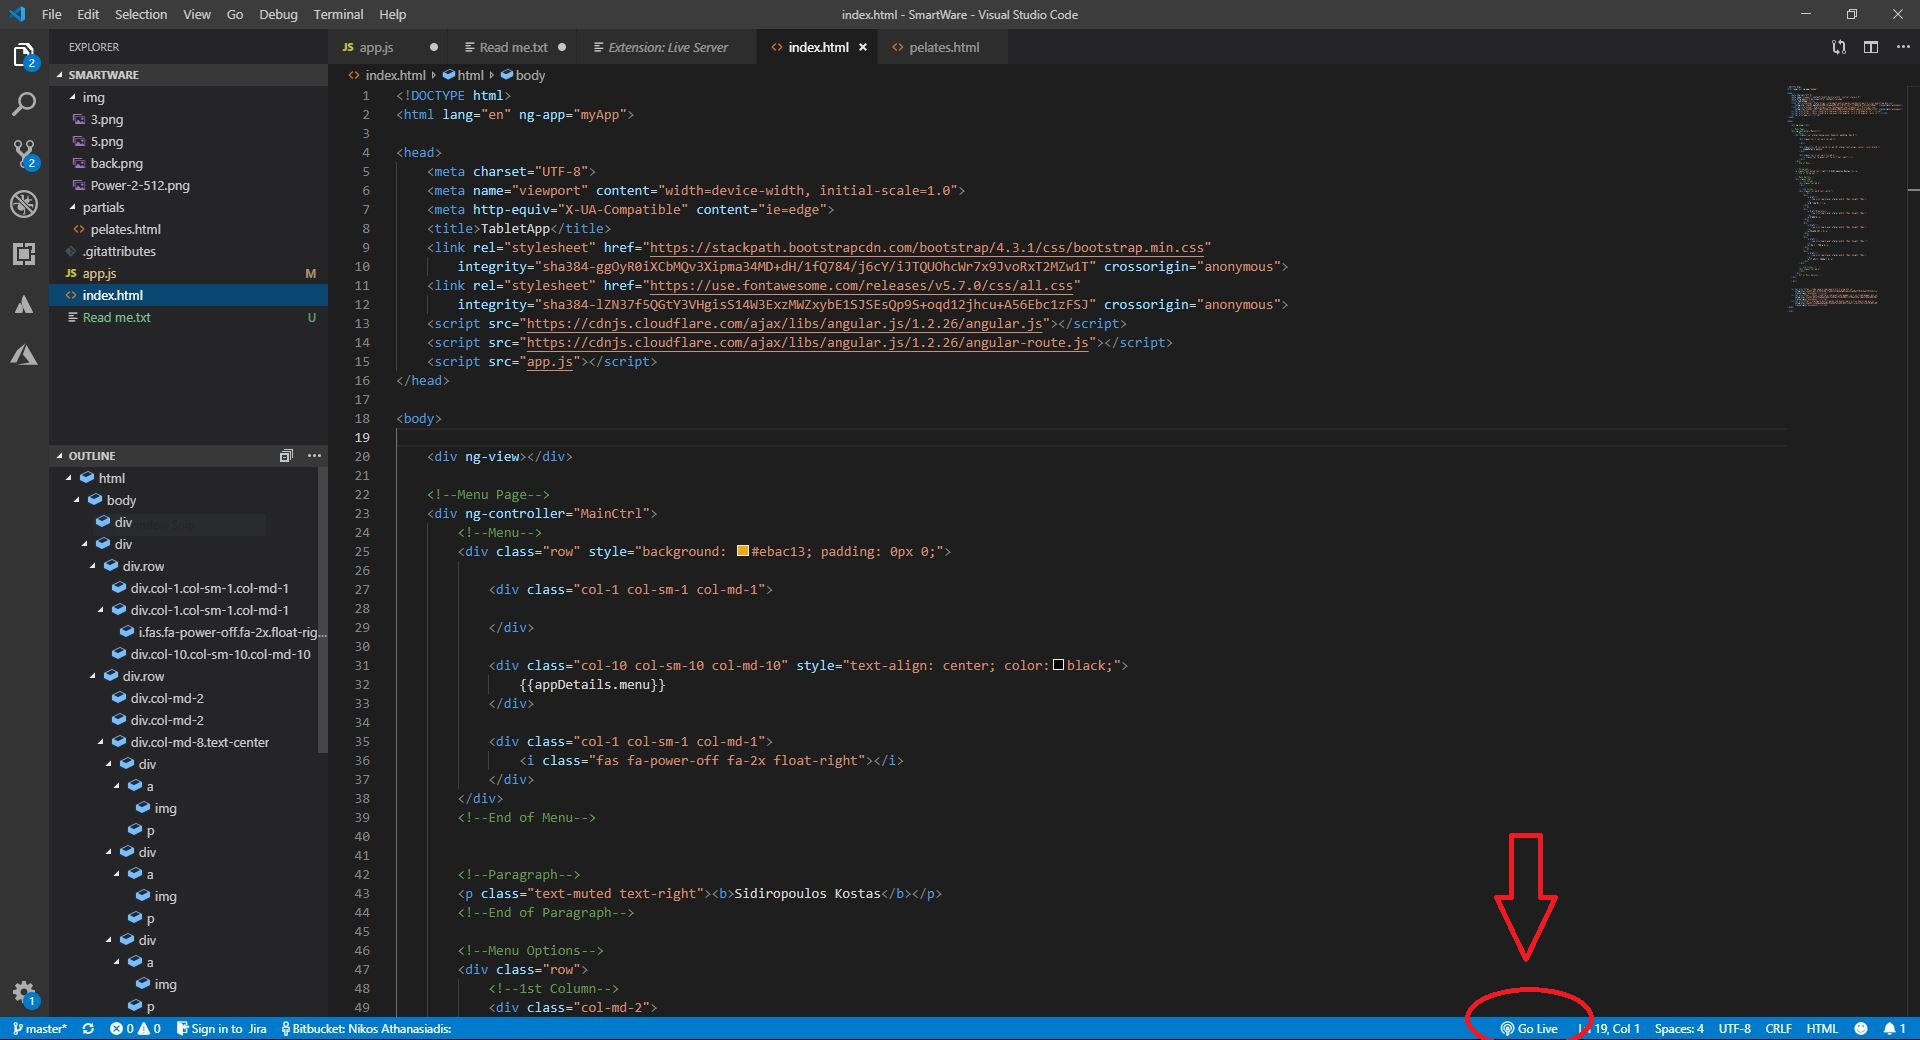 File Edit Selection View Go Debug Terminal Help
index.html - SmartWare - Visual Studio Code
EXPLORER
SMARTWARE
img
3.png
5.png
back.png
Power-2-512.png
partials
pelates.html
.gitattributes
JS app.js M
index.html
Read me.txt U
2
2
1
OUTLINE
html
body
div
div
div.row
div.col-1.col-sm-1.col-md-1
div.col-1.col-sm-1.col-md-1
i.fas.fa-power-off.fa-2x.float-rig...
div.col-10.col-sm-10.col-md-10
div.row
div.col-md-2
div.col-md-2
div.col-md-8.text-center
div
a
img
p
div
a
img
p
div
a
img
p
JS app.js Read me.txt Extension: Live Server index.html pelates.html
index.html html body
1 <!DOCTYPE html>
2 <html lang="en" ng-app="myApp">
3
4 <head>
5 <meta charset="UTF-8">
6 <meta name="viewport" content="width=device-width, initial-scale=1.0">
7 <meta http-equiv="X-UA-Compatible" content="ie=edge">
8 <title>TabletApp</title>
9 <link rel="stylesheet" href="https://stackpath.bootstrapcdn.com/bootstrap/4.3.1/css/bootstrap.min.css"
10 integrity="sha384-ggOyR0iXCbMQv3Xipma34MD+dH/1fQ784/j6cY/iJTQUOhcWr7x9JvoRxT2MZw1T" crossorigin="anonymous">
11 <link rel="stylesheet" href="https://use.fontawesome.com/releases/v5.7.0/css/all.css"
12 integrity="sha384-lZN37f5QGtY3VHgisS14W3ExzMWZxybE1SJSEsQp9S+oqd12jhcu+A56Ebc1zFSJ" crossorigin="anonymous">
13 <script src="https://cdnjs.cloudflare.com/ajax/libs/angular.js/1.2.26/angular.js"></script>
14 <script src="https://cdnjs.cloudflare.com/ajax/libs/angular.js/1.2.26/angular-route.js"></script>
15 <script src="app.js"></script>
16 </head>
17
18 <body>
19
20 <div ng-view></div>
21
22 <!--Menu Page-->
23 <div ng-controller="MainCtrl">
24 <!--Menu-->
25 <div class="row" style="background: #ebac13; padding: 0px 0;">
26
27 <div class="col-1 col-sm-1 col-md-1">
28
29 </div>
30
31 <div class="col-10 col-sm-10 col-md-10" style="text-align: center; color: black;">
32 {{appDetails.menu}}
33 </div>
34
35 <div class="col-1 col-sm-1 col-md-1">
36 <i class="fas fa-power-off fa-2x float-right"></i>
37 </div>
38 </div>
39 <!--End of Menu-->
40
41
42 <!--Paragraph-->
43 <p class="text-muted text-right"><b>Sidiropoulos Kostas</b></p>
44 <!--End of Paragraph-->
45
46 <!--Menu Options-->
47 <div class="row">
48 <!--1st Column-->
49 <div class="col-md-2">
master* 0 0 Sign in to Jira Bitbucket: Nikos Athanasiadis: Go Live 19, Col 1 Spaces: 4 UTF-8 CRLF HTML 1